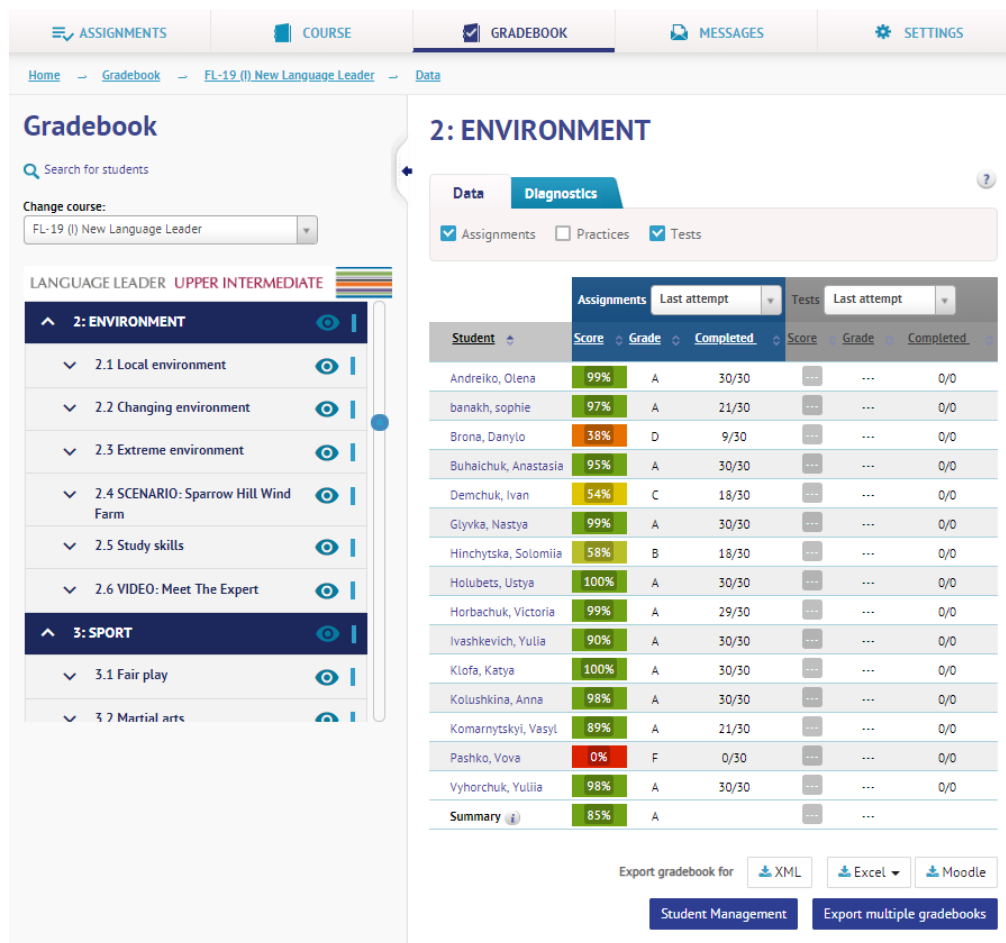 ASSIGNMENTS COURSE GRADEBOOK MESSAGES SETTINGS
Home Gradebook FL-19 (I) New Language Leader Data
Gradebook
Search for students
Change course:
FL-19 (I) New Language Leader
LANGUAGE LEADER UPPER INTERMEDIATE
2: ENVIRONMENT
2.1 Local environment
2.2 Changing environment
2.3 Extreme environment
2.4 SCENARIO: Sparrow Hill Wind
Farm
2.5 Study skills
2.6 VIDEO: Meet The Expert
3: SPORT
3.1 Fair play
3.2 Martial arts
2: ENVIRONMENT
?
Data Diagnostics
Assignments Practices Tests
Assignments Last attempt Tests Last attempt
Student Score Grade Completed Score Grade Completed
Andreiko, Olena 99% A 30/30 --- --- 0/0
banakh, sophie 97% A 21/30 --- --- 0/0
Brona, Danylo 38% D 9/30 --- --- 0/0
Buhaichuk, Anastasia 95% A 30/30 --- --- 0/0
Demchuk, Ivan 54% C 18/30 --- --- 0/0
Glyvka, Nastya 99% A 30/30 --- --- 0/0
Hinchytska, Solomiia 58% B 18/30 --- --- 0/0
Holubets, Ustya 100% A 30/30 --- --- 0/0
Horbachuk, Victoria 99% A 29/30 --- --- 0/0
Ivashkevich, Yulia 90% A 30/30 --- --- 0/0
Klofa, Katya 100% A 30/30 --- --- 0/0
Kolushkina, Anna 98% A 30/30 --- --- 0/0
Komarnytskyi, Vasyl 89% A 21/30 --- --- 0/0
Pashko, Vova 0% F 0/30 --- --- 0/0
Vyhorchuk, Yuliia 98% A 30/30 --- --- 0/0
Summary i 85% A --- ---
Export gradebook for XML Excel Moodle
Student Management Export multiple gradebooks